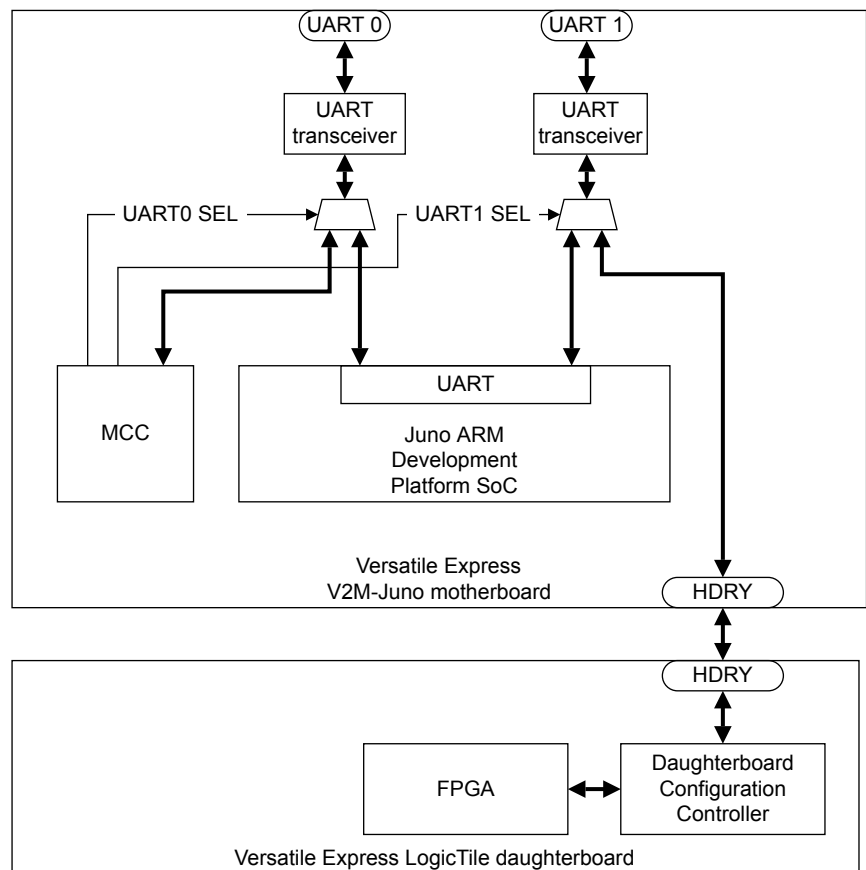 UART 0
UART 1
UART
transceiver
UART
transceiver
UART0 SEL
UART1 SEL
MCC
UART
Juno ARM
Development
Platform SoC
Versatile Express
V2M-Juno motherboard
HDRY
HDRY
FPGA
Daughterboard
Configuration
Controller
Versatile Express LogicTile daughterboard